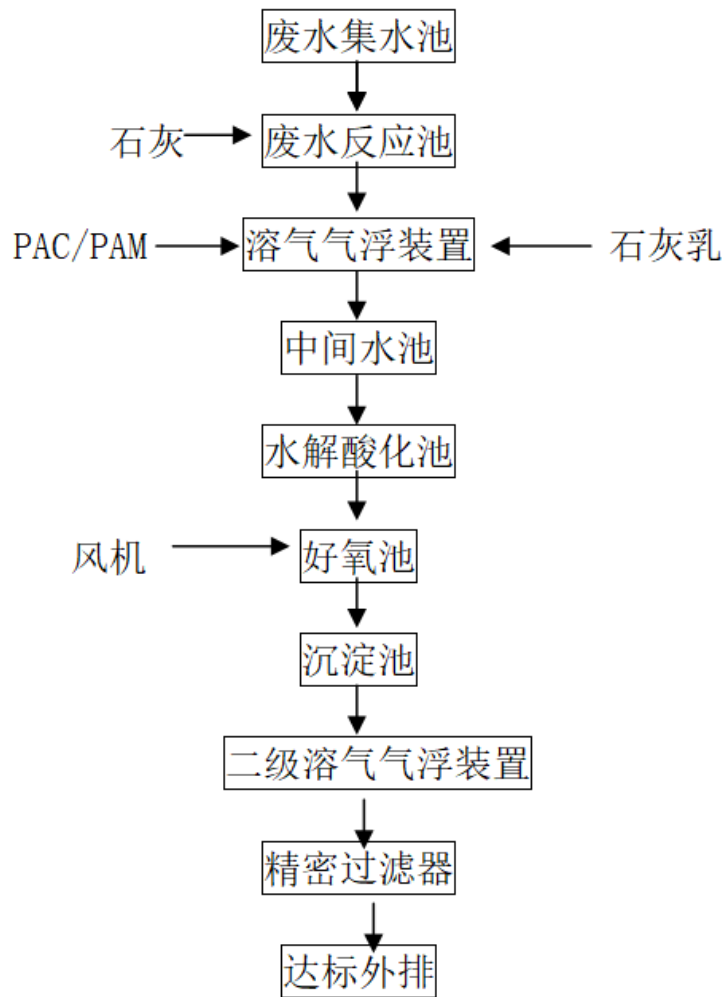 废水集水池
石灰
废水反应池
PAC/PAM
溶气气浮装置
石灰乳
中间水池
水解酸化池
风机
好氧池
沉淀池
二级溶气气浮装置
精密过滤器
达标外排